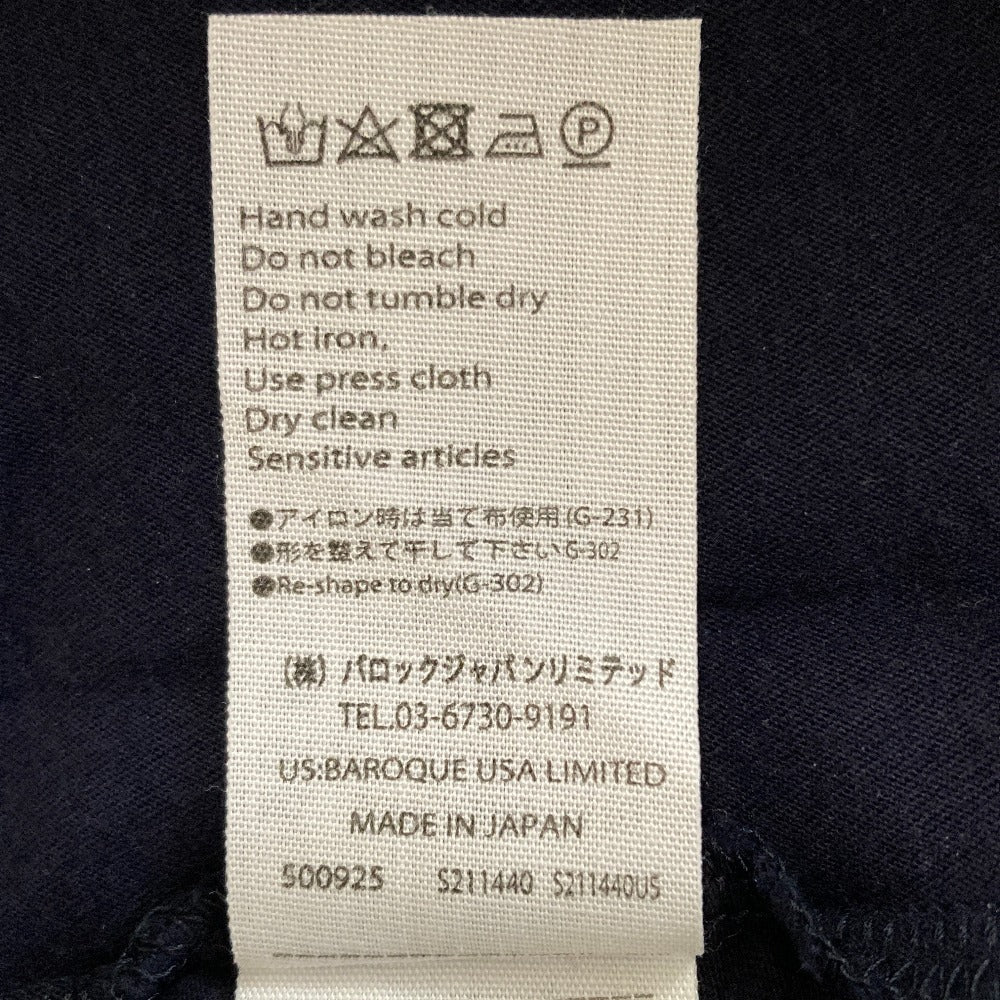 P
Hand wash cold
Do not bleach
Do not tumble dry
Hot iron,
Use press cloth
Dry clean
Sensitive articles
●アイロン時は当て布使用(G-231)
●形を整えて干して下さいG-302
●Re-shape to dry(G-302)
(株) バロックジャパンリミテッド
TEL.03-6730-9191
US:BAROQUE USA LIMITED
MADE IN JAPAN
500925 S211440 S211440US